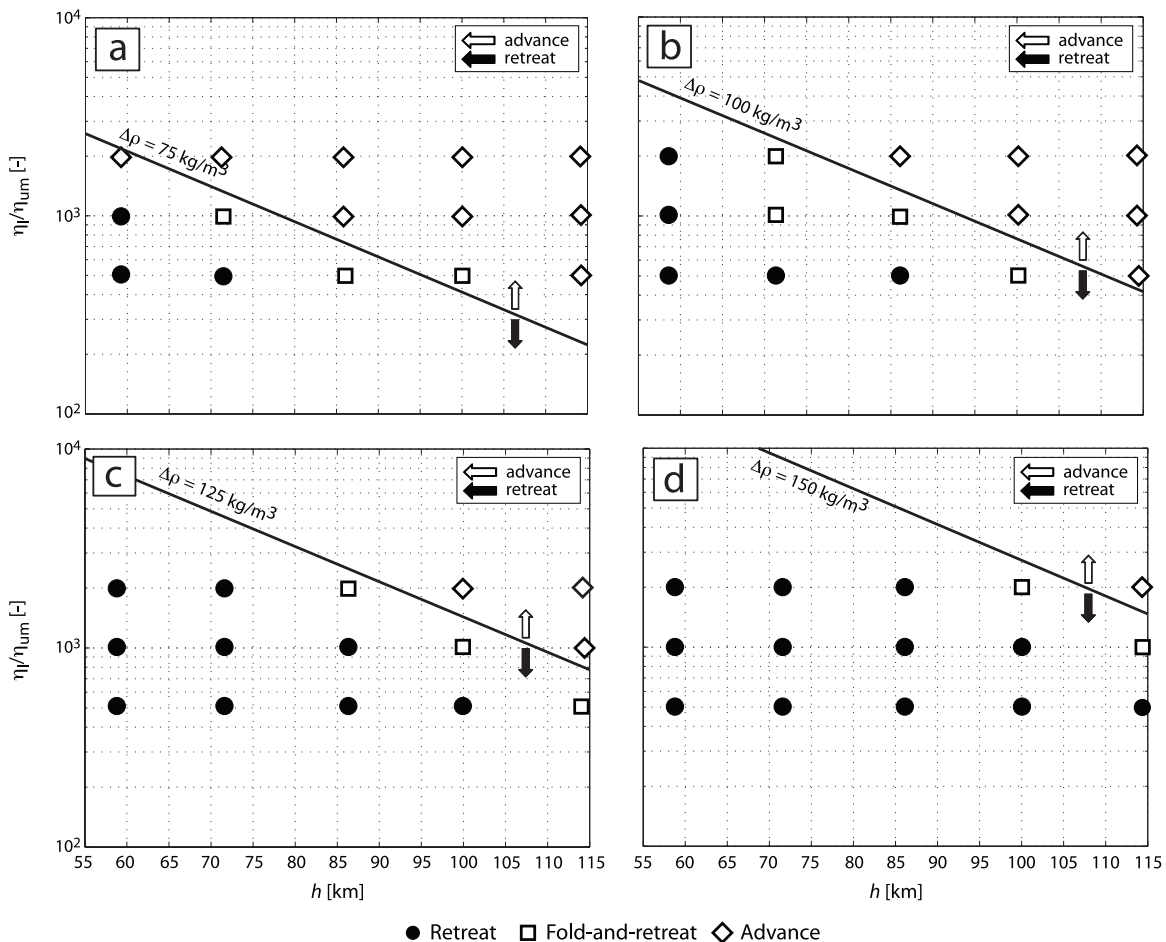 10⁴
a
advance
retreat
Δρ = 75 kg/m³
ηl/ηum [-]
10³
10²
b
advance
retreat
Δρ = 100 kg/m³
10⁴
c
advance
retreat
Δρ = 125 kg/m³
ηl/ηum [-]
10³
10²
55 60 65 70 75 80 85 90 95 100 105 110 115
h [km]
d
advance
retreat
Δρ = 150 kg/m³
55 60 65 70 75 80 85 90 95 100 105 110 115
h [km]
Retreat Fold-and-retreat Advance